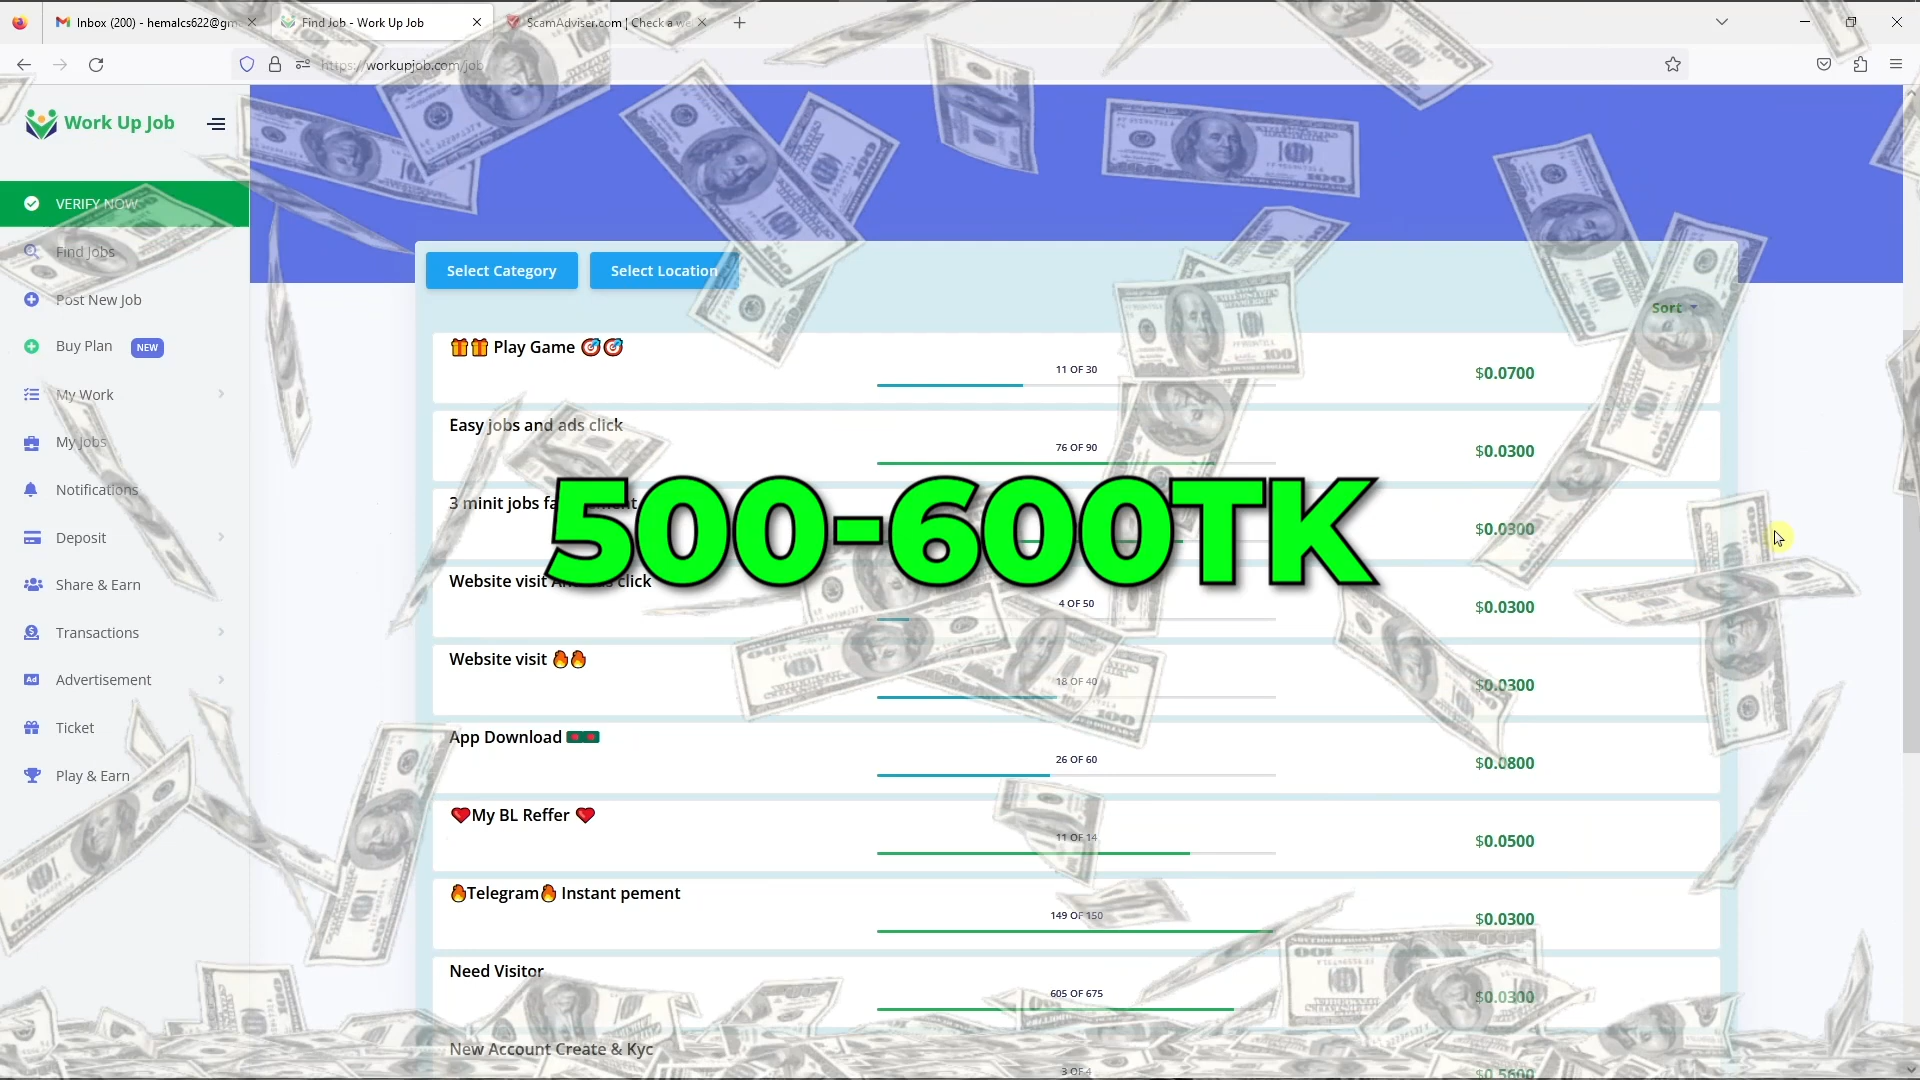 Inbox (200) - hemalcs622@gm
Find Job - Work Up Job
ScamAdviser.com | Check a we
https://workupjob.com/job
Work Up Job
VERIFY NOW
Find Jobs
Post New Job
Buy Plan NEW
My Work
My Jobs
Notifications
Deposit
Share & Earn
Transactions
Advertisement
Ticket
Play & Earn
Select Category
Select Location
Sort
Play Game
11 OF 30
$0.0700
Easy jobs and ads click
76 OF 90
$0.0300
3 minit jobs
$0.0300
500-600TK
Website visit click
4 OF 50
$0.0300
Website visit
18 OF 40
$0.0300
App Download
26 OF 60
$0.0800
My BL Reffer
11 OF 14
$0.0500
Telegram Instant pement
149 OF 150
$0.0300
Need Visitor
605 OF 675
$0.0300
New Account Create & Kyc
3 OF 4
$0.5600